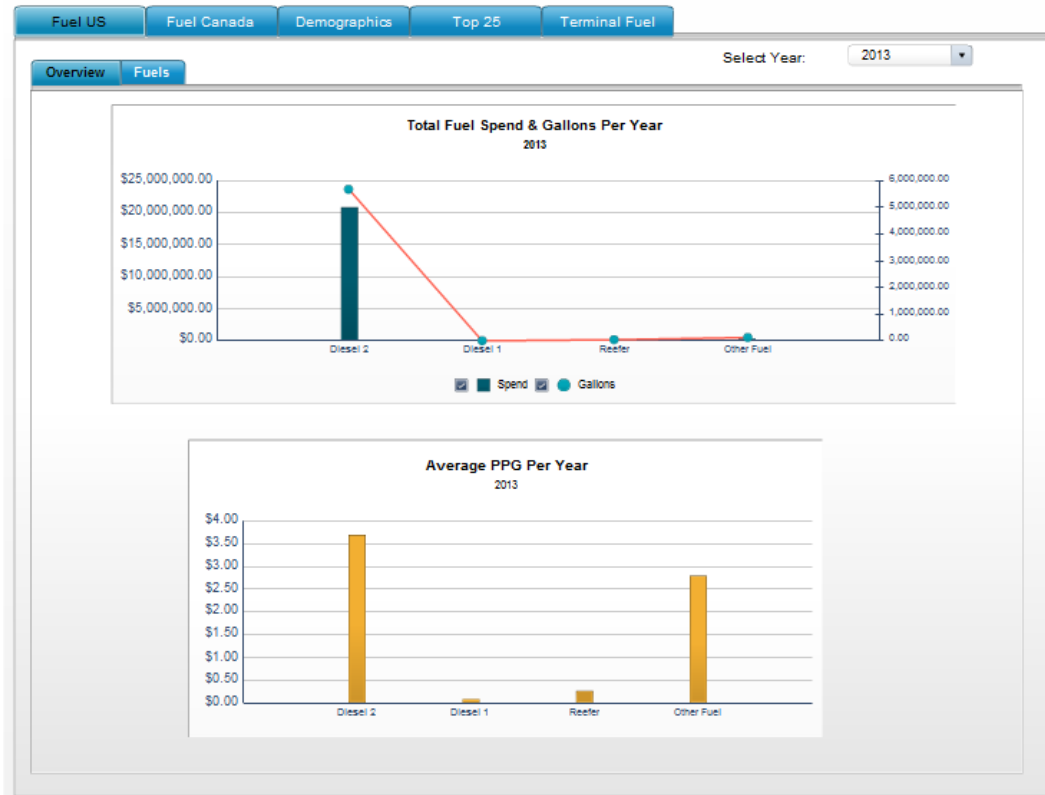 Fuel US Fuel Canada Demographics Top 25 Terminal Fuel
Select Year: 2013
Overview Fuels
Total Fuel Spend & Gallons Per Year
2013
$25,000,000.00 6,000,000.00
$20,000,000.00 5,000,000.00
4,000,000.00
$15,000,000.00
3,000,000.00
$10,000,000.00
2,000,000.00
$5,000,000.00 1,000,000.00
$0.00 0.00
Diesel 2 Diesel 1 Reefer Other Fuel
Spend Gallons
Average PPG Per Year
2013
$4.00
$3.50
$3.00
$2.50
$2.00
$1.50
$1.00
$0.50
$0.00
Diesel 2 Diesel 1 Reefer Other Fuel